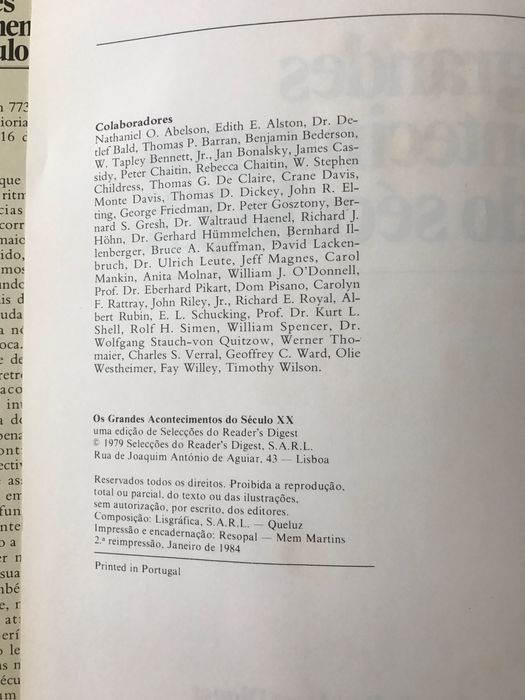 Colaboradores
Nathaniel O. Abelson, Edith E. Alston, Dr. De-
tlef Bald, Thomas P. Barran, Benjamin Bederson,
W. Tapley Bennett, Jr., Jan Bonalsky, James Cas-
sidy, Peter Chaitin, Rebecca Chaitin, W. Stephen
Childress, Thomas G. De Claire, Crane Davis,
Monte Davis, Thomas D. Dickey, John R. El-
ting, George Friedman, Dr. Peter Gosztony, Ber-
nard S. Gresh, Dr. Waltraud Haenel, Richard J.
Höhn, Dr. Gerhard Hümmelchen, Bernhard Il-
lenberger, Bruce A. Kauffman, David Lacken-
bruch, Dr. Ulrich Leute, Jeff Magnes, Carol
Mankin, Anita Molnar, William J. O'Donnell,
Prof. Dr. Eberhard Pikart, Dom Pisano, Carolyn
F. Rattray, John Riley, Jr., Richard E. Royal, Al-
bert Rubin, E. L. Schucking, Prof. Dr. Kurt L.
Shell, Rolf H. Simen, William Spencer, Dr.
Wolfgang Stauch-von Quitzow, Werner Tho-
maier, Charles S. Verral, Geoffrey C. Ward, Olie
Westheimer, Fay Willey, Timothy Wilson.
Os Grandes Acontecimentos do Século XX
uma edição de Selecções do Reader's Digest
© 1979 Selecções do Reader's Digest, S.A.R.L.
Rua de Joaquim António de Aguiar, 43 — Lisboa
Reservados todos os direitos. Proibida a reprodução,
total ou parcial, do texto ou das ilustrações,
sem autorização, por escrito, dos editores.
Composição: Lisgráfica, S.A.R.L. — Queluz
Impressão e encadernação: Resopal — Mem Martins
2.ª reimpressão, Janeiro de 1984
Printed in Portugal